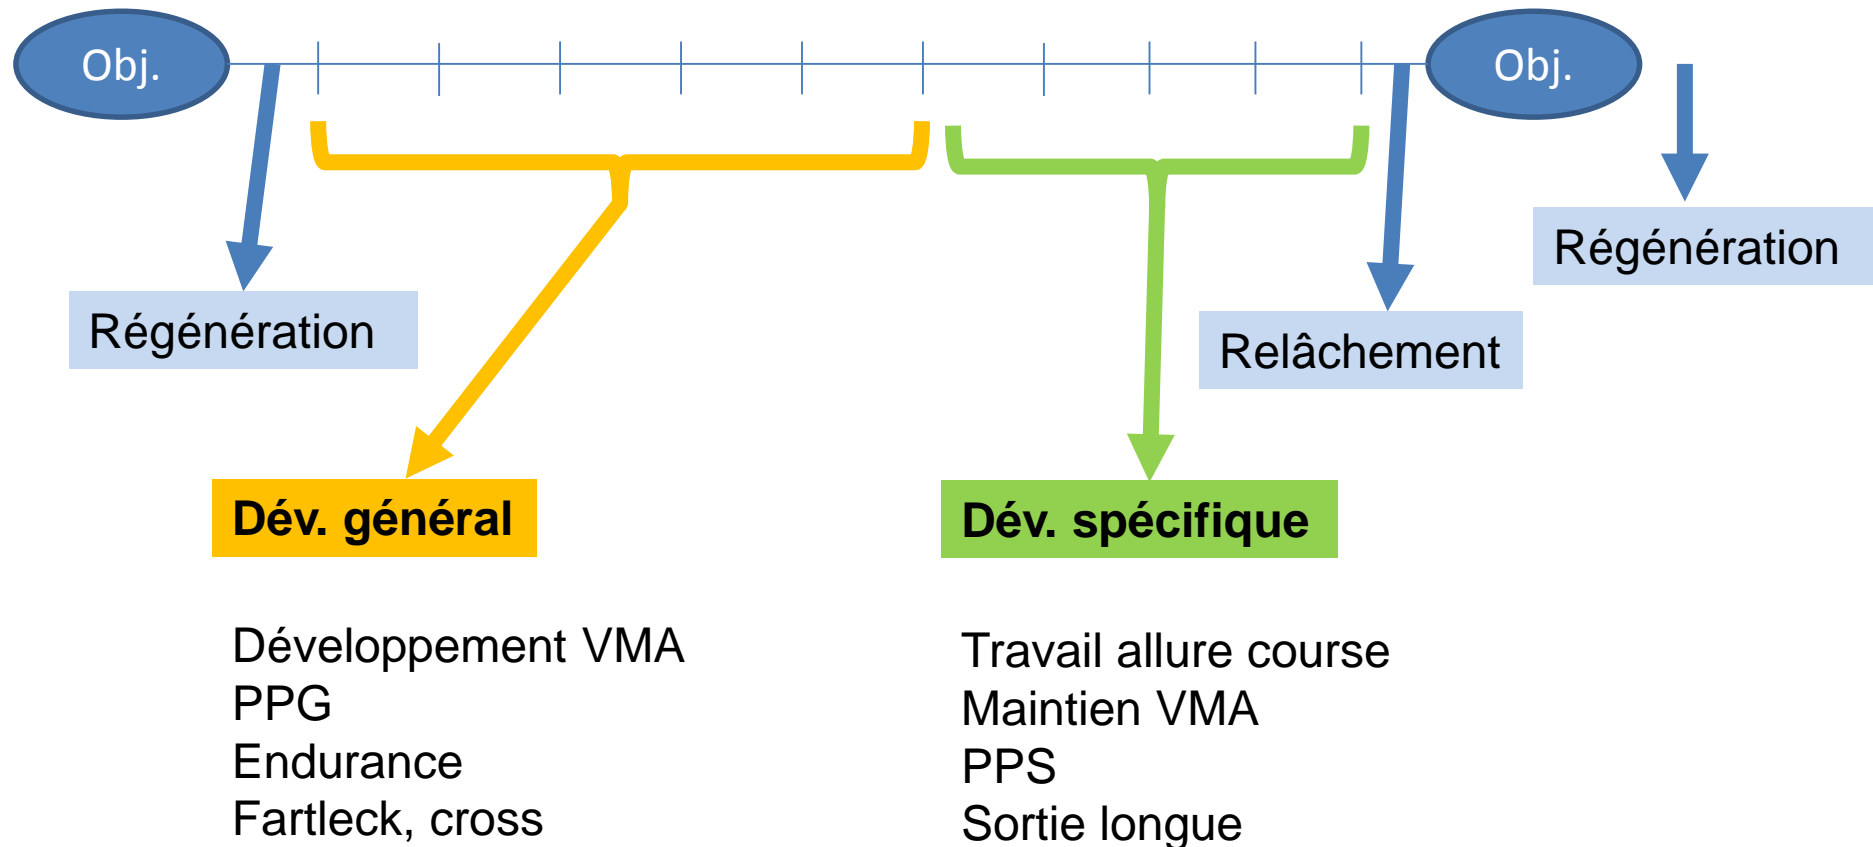 Obj.
Obj.
Régénération
Régénération
Relâchement
Dév. général
Dév. spécifique
Développement VMA
PPG
Endurance
Fartleck, cross
Travail allure course
Maintien VMA
PPS
Sortie longue